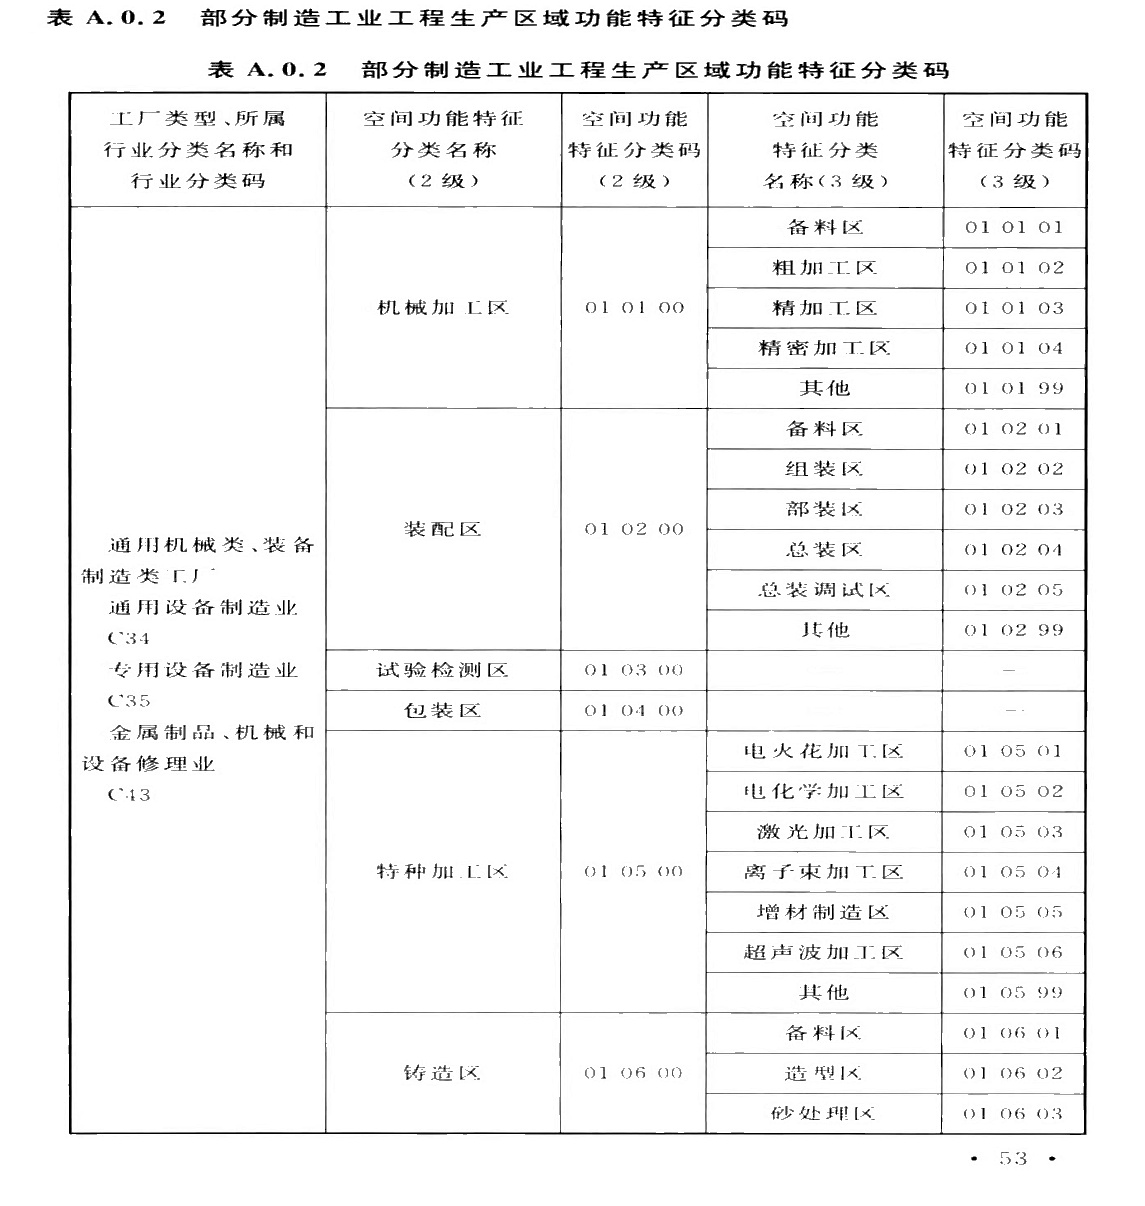 表 A.0.2 部分制造工业工程生产区域功能特征分类码
表 A.0.2 部分制造工业工程生产区域功能特征分类码
工厂类型、所属
行业分类名称和
行业分类码
空间功能特征
分类名称
(2 级)
空间功能
特征分类码
(2 级)
空间功能
特征分类
名称(3 级)
空间功能
特征分类码
(3 级)
通用机械类、装备
制造类工厂
通用设备制造业
C34
专用设备制造业
C35
金属制品、机械和
设备修理业
C43
机械加工区 01 01 00
备料区 01 01 01
粗加工区 01 01 02
精加工区 01 01 03
精密加工区 01 01 04
其他 01 01 99
装配区 01 02 00
备料区 01 02 01
组装区 01 02 02
部装区 01 02 03
总装区 01 02 04
总装调试区 01 02 05
其他 01 02 99
试验检测区 01 03 00 — —
包装区 01 04 00 — —
特种加工区 01 05 00
电火花加工区 01 05 01
电化学加工区 01 05 02
激光加工区 01 05 03
离子束加工区 01 05 04
增材制造区 01 05 05
超声波加工区 01 05 06
其他 01 05 99
铸造区 01 06 00
备料区 01 06 01
造型区 01 06 02
砂处理区 01 06 03
· 53 ·